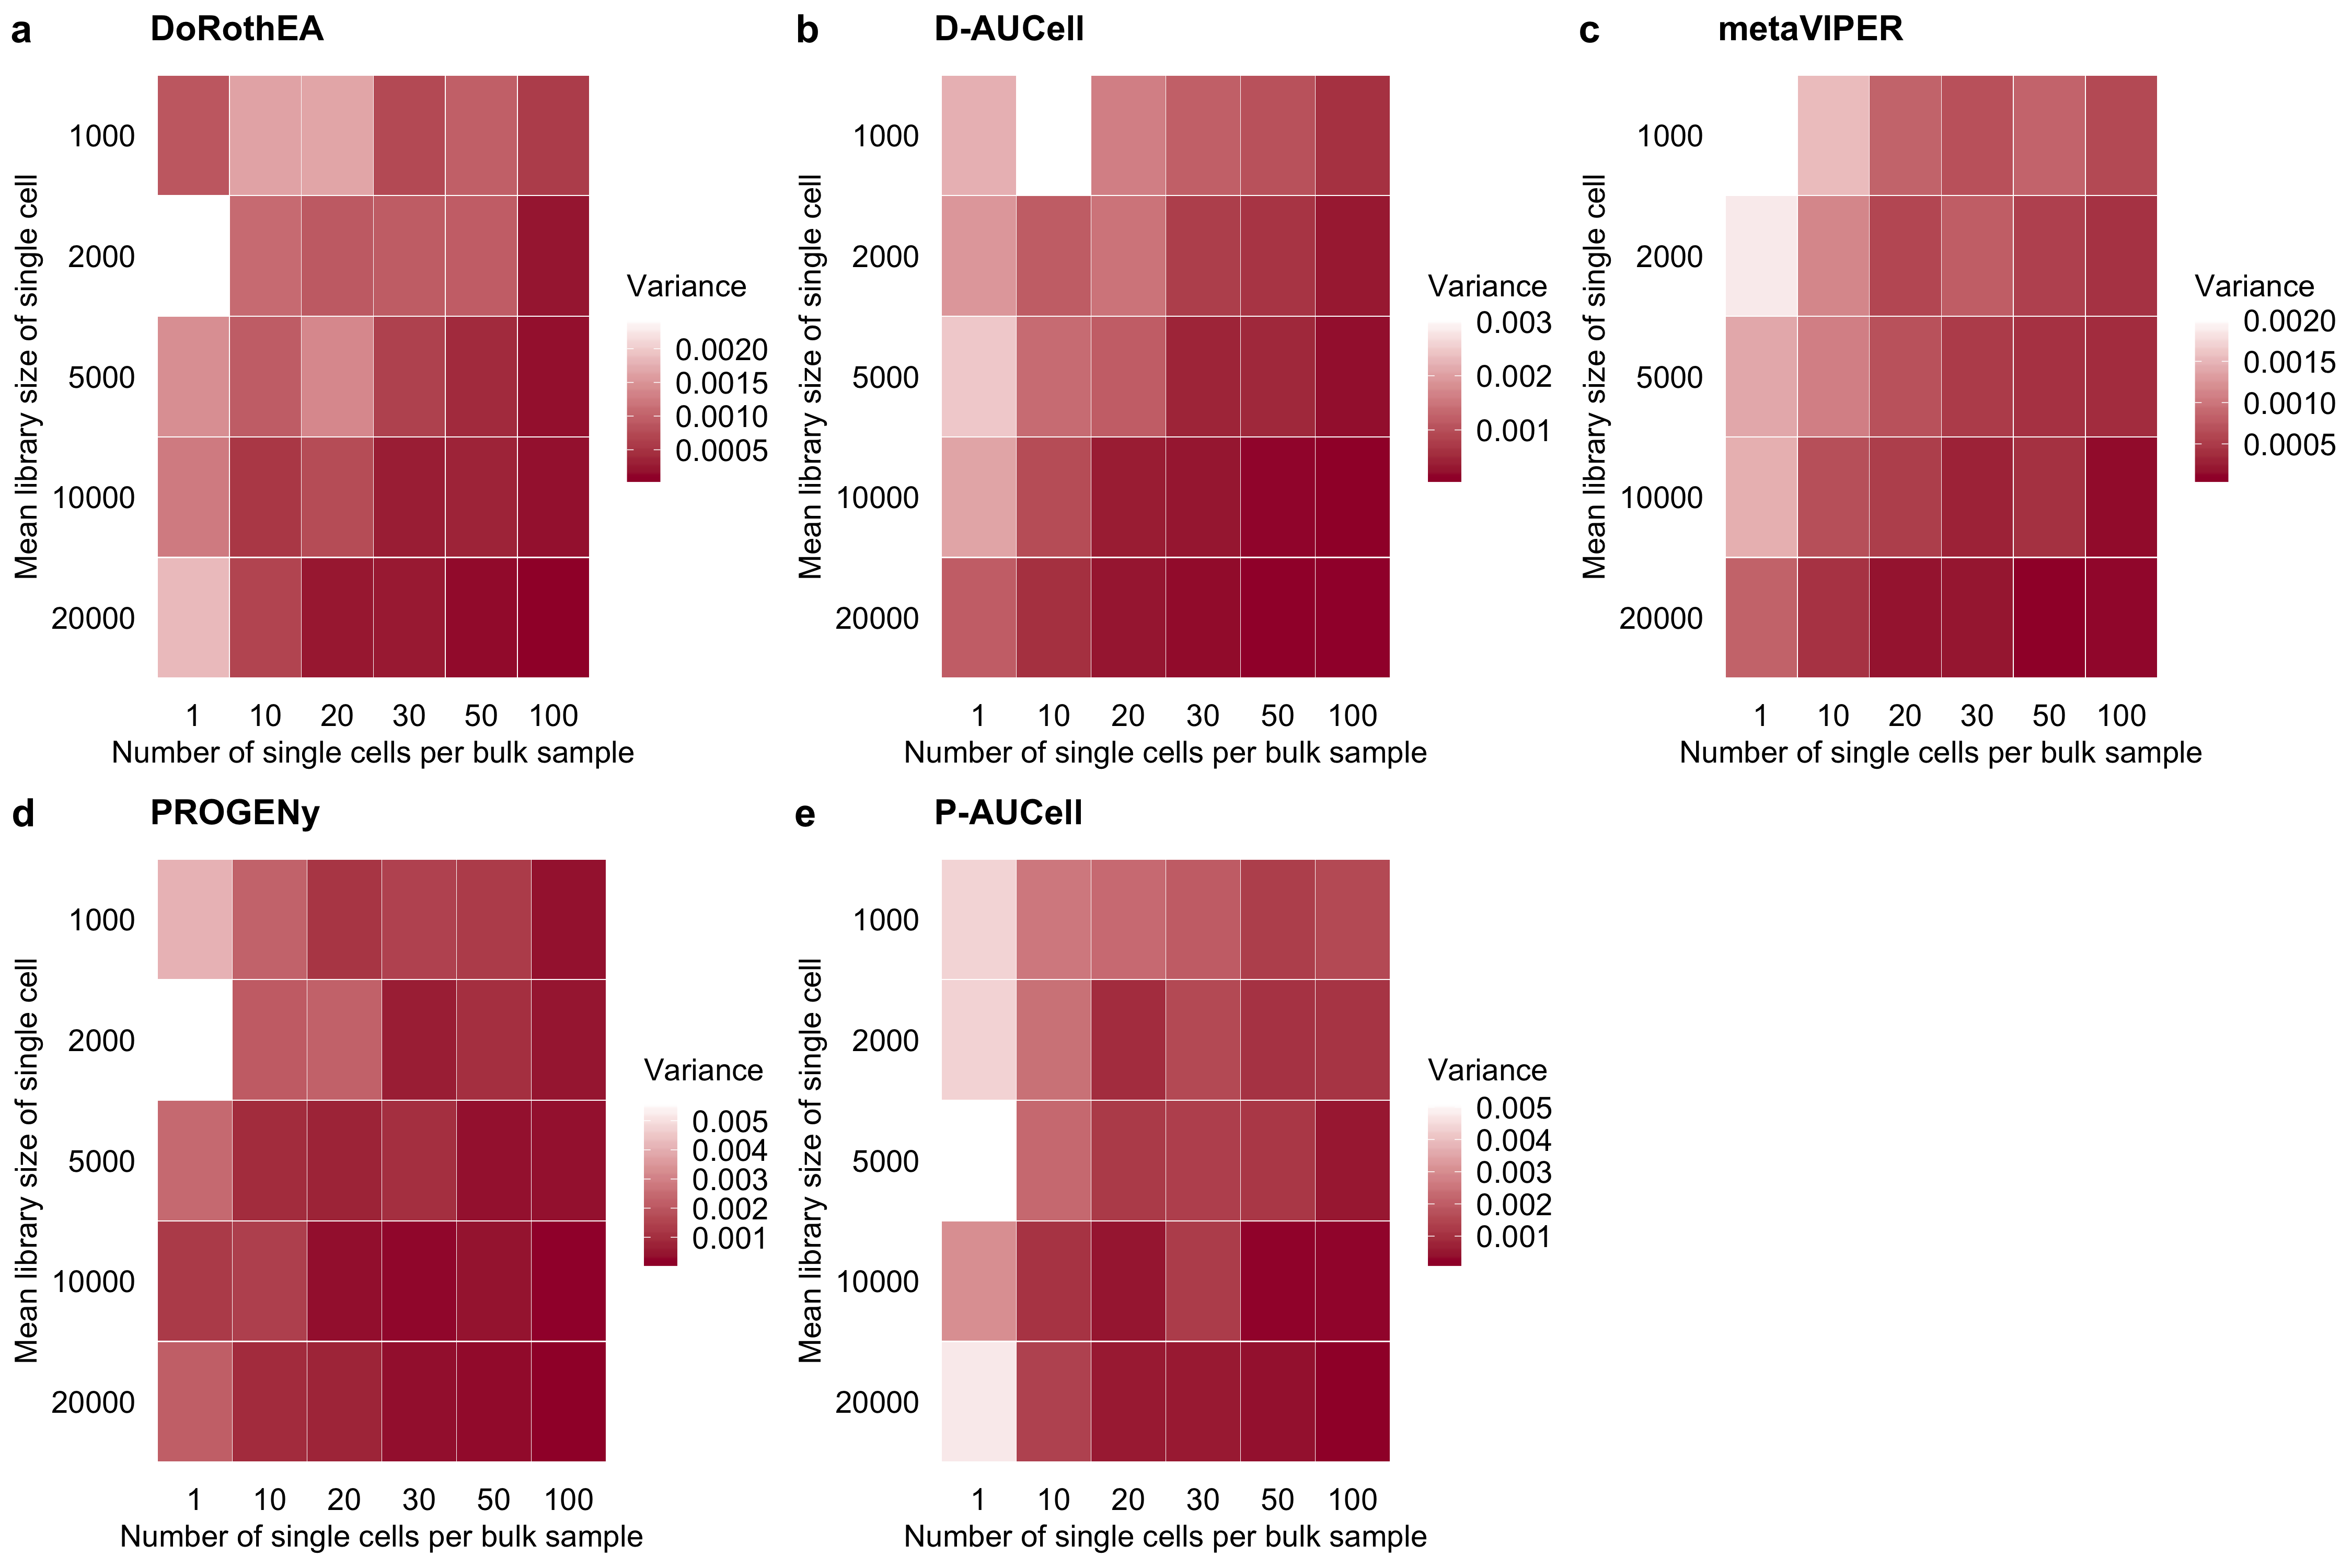 a DoRothEA
Mean library size of single cell
1000
2000
5000
10000
20000
1 10 20 30 50 100
Number of single cells per bulk sample
Variance
0.0020
0.0015
0.0010
0.0005
b D-AUCell
Mean library size of single cell
1000
2000
5000
10000
20000
1 10 20 30 50 100
Number of single cells per bulk sample
Variance
0.003
0.002
0.001
c metaVIPER
Mean library size of single cell
1000
2000
5000
10000
20000
1 10 20 30 50 100
Number of single cells per bulk sample
Variance
0.0020
0.0015
0.0010
0.0005
d PROGENy
Mean library size of single cell
1000
2000
5000
10000
20000
1 10 20 30 50 100
Number of single cells per bulk sample
Variance
0.005
0.004
0.003
0.002
0.001
e P-AUCell
Mean library size of single cell
1000
2000
5000
10000
20000
1 10 20 30 50 100
Number of single cells per bulk sample
Variance
0.005
0.004
0.003
0.002
0.001